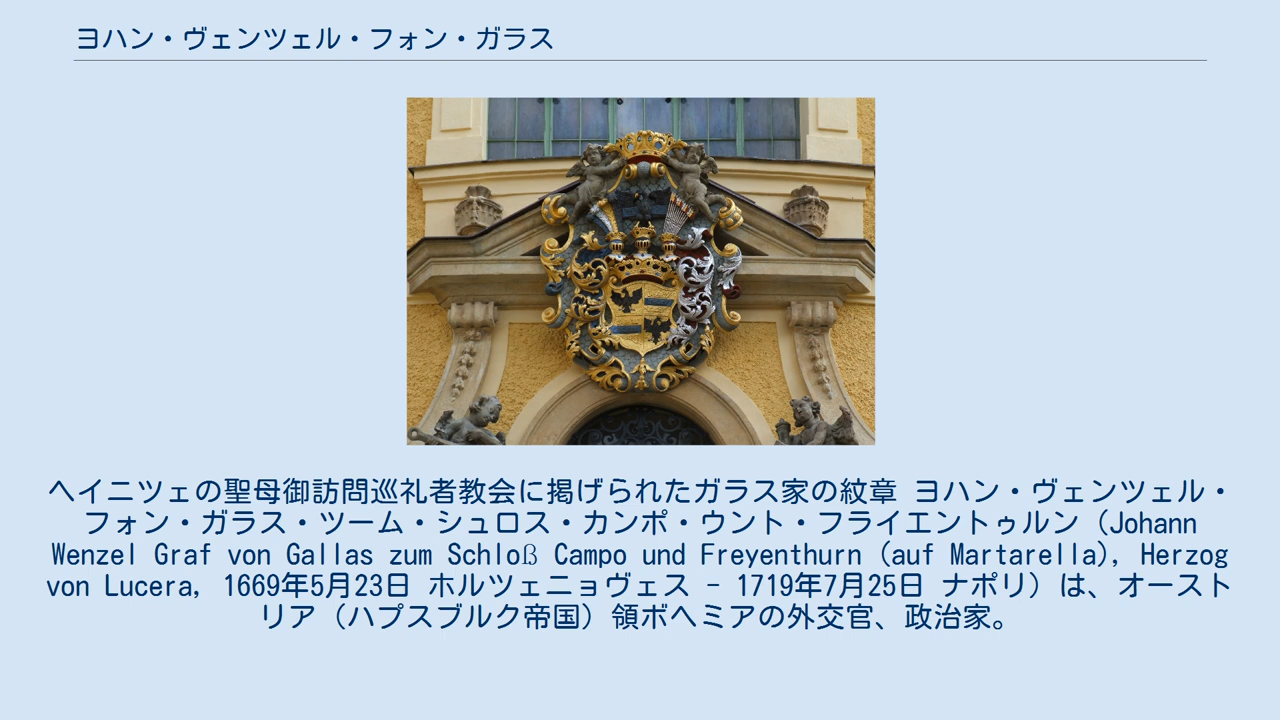 ヨハン・ヴェンツェル・フォン・ガラス
ヘイニツェの聖母御訪問巡礼者教会に掲げられたガラス家の紋章 ヨハン・ヴェンツェル・
フォン・ガラス・ツーム・シュロス・カンポ・ウント・フライエントゥルン（Johann
Wenzel Graf von Gallas zum Schloß Campo und Freyenthurn (auf Martarella), Herzog
von Lucera, 1669年5月23日 ホルツェニョヴェス - 1719年7月25日 ナポリ）は、オースト
リア（ハプスブルク帝国）領ボヘミアの外交官、政治家。